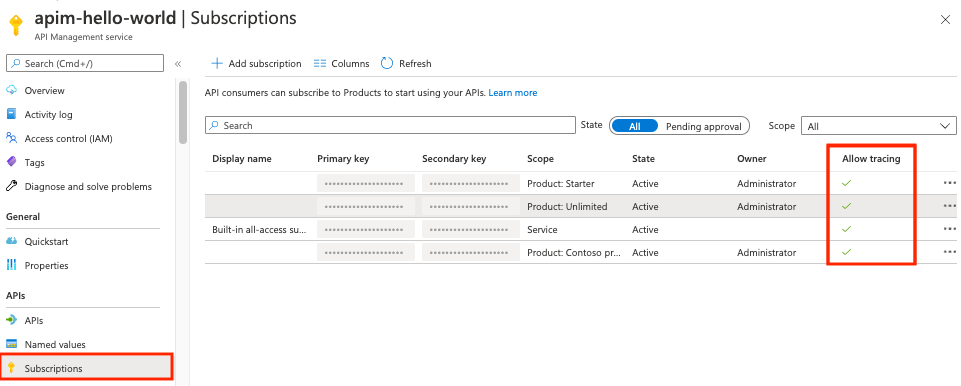 apim-hello-world | Subscriptions
API Management service
Search (Cmd+/)
Overview
Activity log
Access control (IAM)
Tags
Diagnose and solve problems
General
Quickstart
Properties
APIs
APIs
Named values
Subscriptions
Add subscription Columns Refresh
API consumers can subscribe to Products to start using your APIs. Learn more
Search State All Pending approval Scope All
Display name Primary key Secondary key Scope State Owner Allow tracing
Product: Starter Active Administrator
Product: Unlimited Active Administrator
Built-in all-access su... Service Active
Product: Contoso pr... Active Administrator